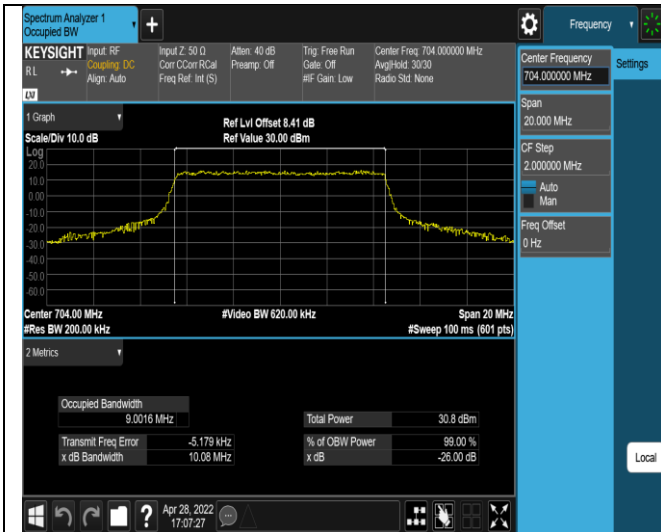 Spectrum Analyzer 1
Occupied BW
Frequency
KEYSIGHT
R L
LXI
Input: RF
Coupling: DC
Align: Auto
Input Z: 50 Ω
Corr CCorr RCal
Freq Ref: Int (S)
Atten: 40 dB
Preamp: Off
Trig: Free Run
Gate: Off
#IF Gain: Low
Center Freq: 704.000000 MHz
Avg|Hold: 30/30
Radio Std: None
Center Frequency
704.000000 MHz
Settings
Span
20.000 MHz
CF Step
2.000000 MHz
Auto
Man
Freq Offset
0 Hz
1 Graph
Scale/Div 10.0 dB
Ref Lvl Offset 8.41 dB
Ref Value 30.00 dBm
Log
20.0
10.0
0.00
-10.0
-20.0
-30.0
-40.0
-50.0
-60.0
Center 704.00 MHz
#Video BW 620.00 kHz
Span 20 MHz
#Res BW 200.00 kHz
#Sweep 100 ms (601 pts)
2 Metrics
Occupied Bandwidth
9.0016 MHz
Total Power 30.8 dBm
Transmit Freq Error -5.179 kHz
% of OBW Power 99.00 %
x dB Bandwidth 10.08 MHz
x dB -26.00 dB
Local
?
Apr 28, 2022
17:07:27